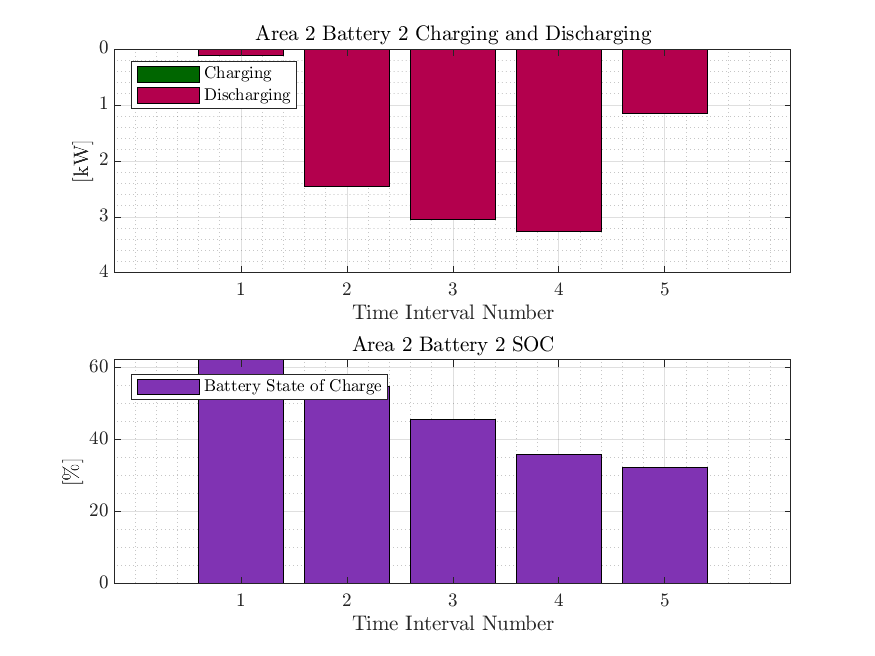 Area 2 Battery 2 Charging and Discharging
0
1
2
3
4
[kW]
Charging
Discharging
1 2 3 4 5
Time Interval Number
Area 2 Battery 2 SOC
60
40
20
0
[%]
Battery State of Charge
1 2 3 4 5
Time Interval Number